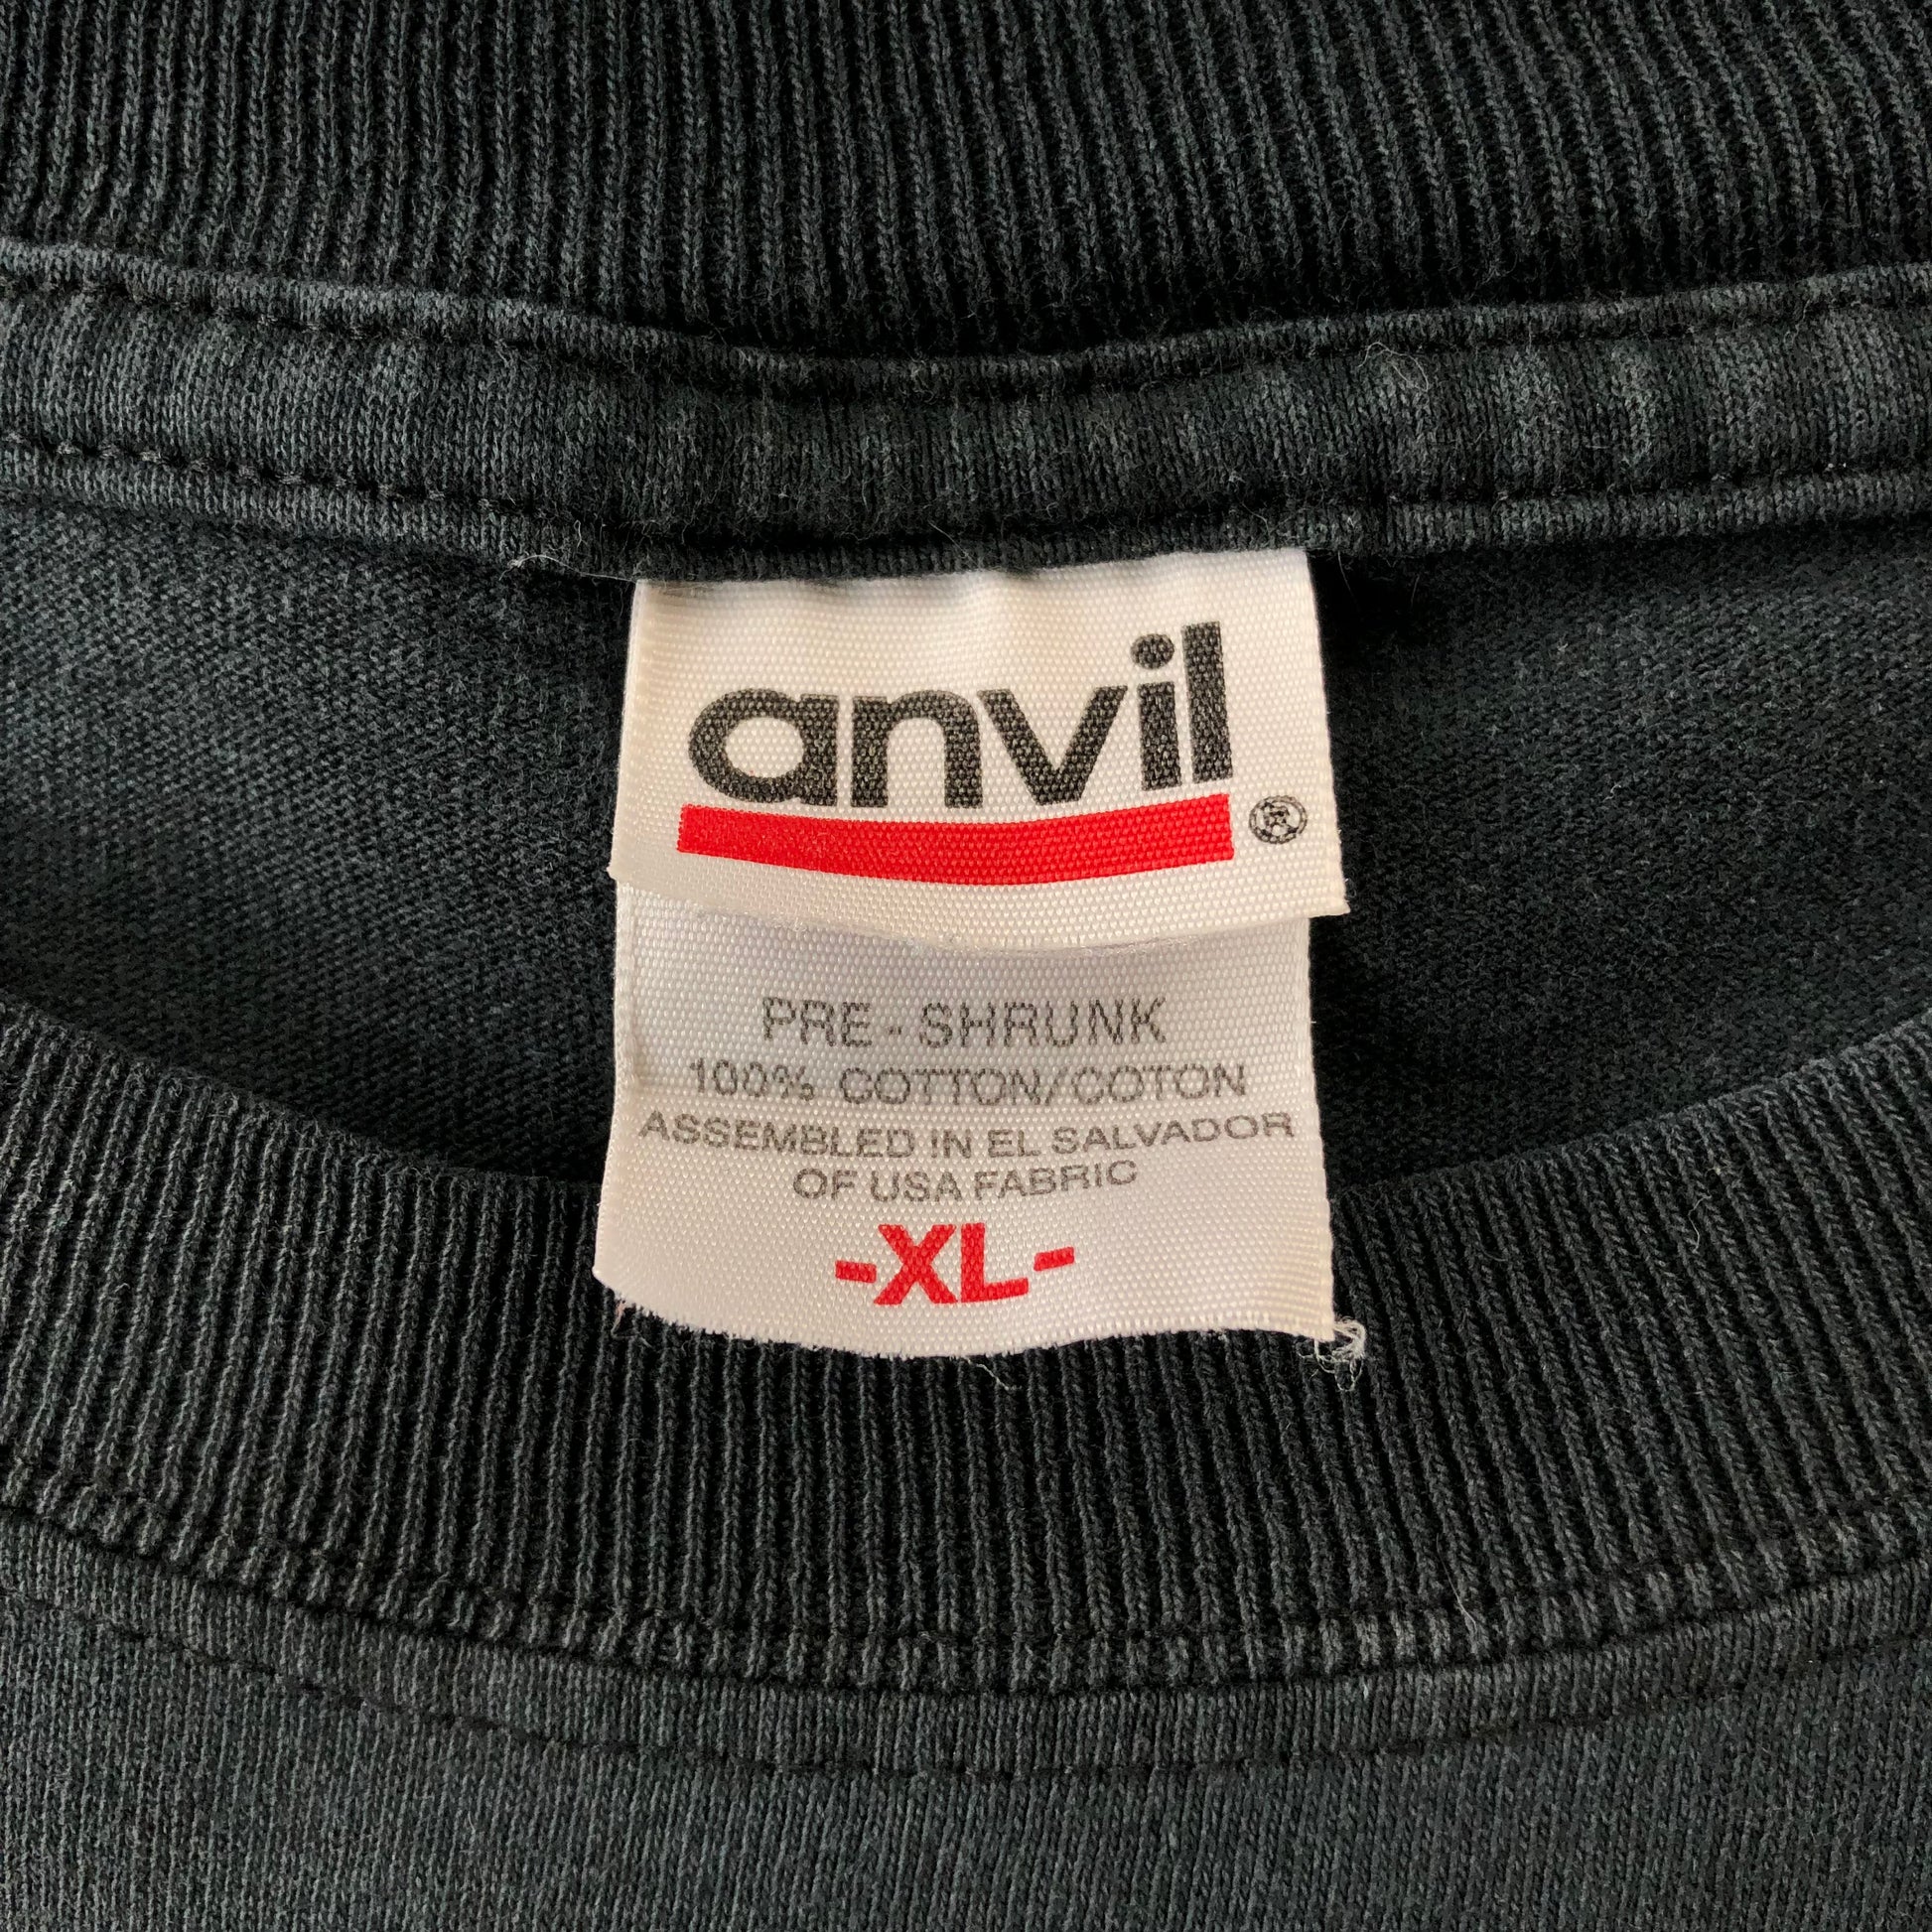 anvil®
PRE-SHRUNK
100% COTTON/COTON
ASSEMBLED IN EL SALVADOR
OF USA FABRIC
-XL-